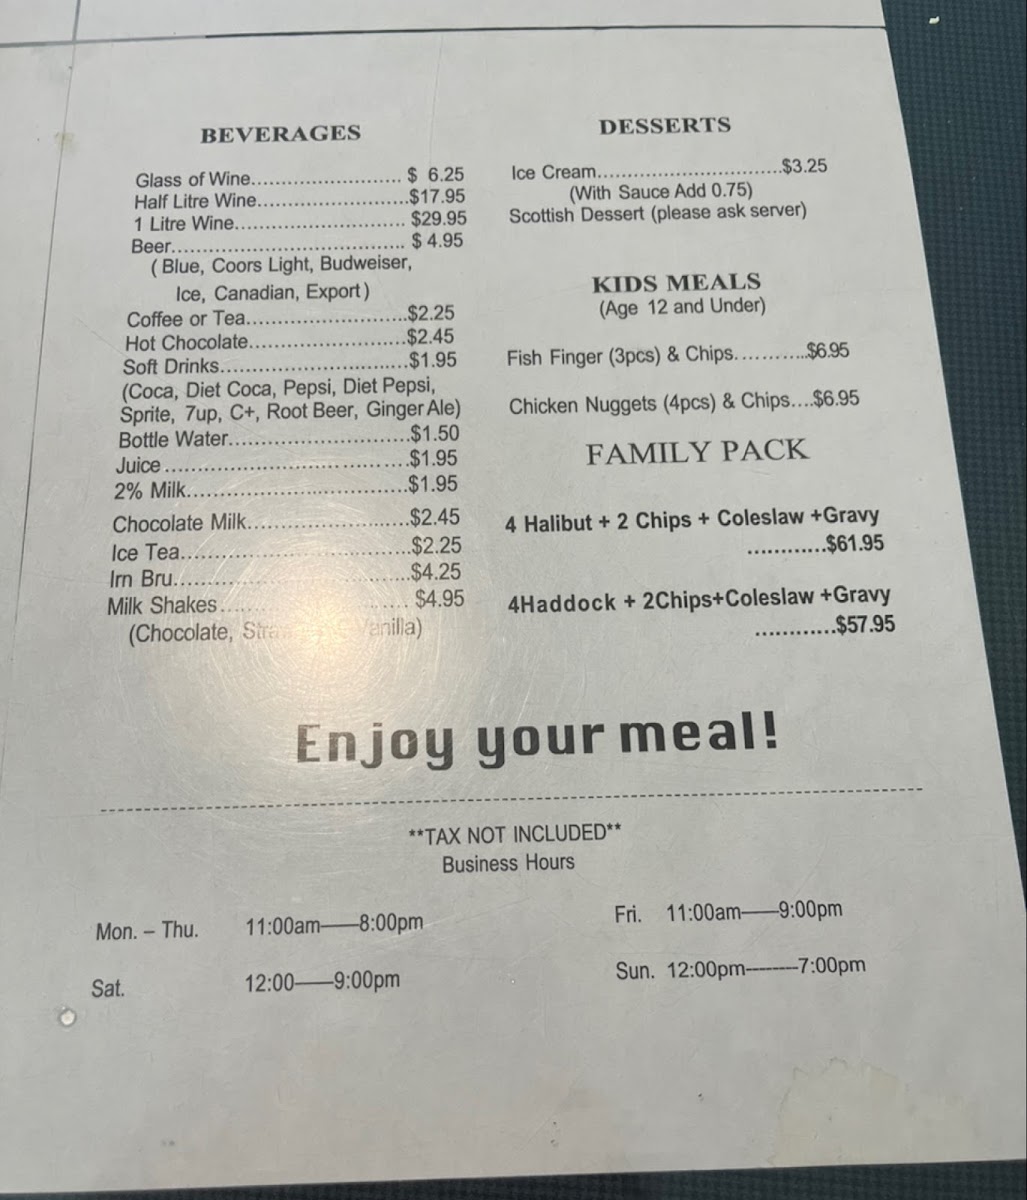 BEVERAGES
Glass of Wine........................ $ 6.25
Half Litre Wine........................$17.95
1 Litre Wine........................... $29.95
Beer..................................... $ 4.95
( Blue, Coors Light, Budweiser,
Ice, Canadian, Export )
Coffee or Tea.........................$2.25
Hot Chocolate.........................$2.45
Soft Drinks..............................$1.95
(Coca, Diet Coca, Pepsi, Diet Pepsi,
Sprite, 7up, C+, Root Beer, Ginger Ale)
Bottle Water............................$1.50
Juice ......................................$1.95
2% Milk...................................$1.95
Chocolate Milk.........................$2.45
Ice Tea....................................$2.25
Irn Bru.....................................$4.25
Milk Shakes............................ $4.95
(Chocolate, Vanilla)
DESSERTS
Ice Cream..............................$3.25
(With Sauce Add 0.75)
Scottish Dessert (please ask server)
KIDS MEALS
(Age 12 and Under)
Fish Finger (3pcs) & Chips...........$6.95
Chicken Nuggets (4pcs) & Chips....$6.95
FAMILY PACK
4 Halibut + 2 Chips + Coleslaw +Gravy
............$61.95
4Haddock + 2Chips+Coleslaw +Gravy
............$57.95
Enjoy your meal!
**TAX NOT INCLUDED**
Business Hours
Mon. – Thu. 11:00am——8:00pm
Fri. 11:00am——9:00pm
Sat. 12:00——9:00pm
Sun. 12:00pm--------7:00pm